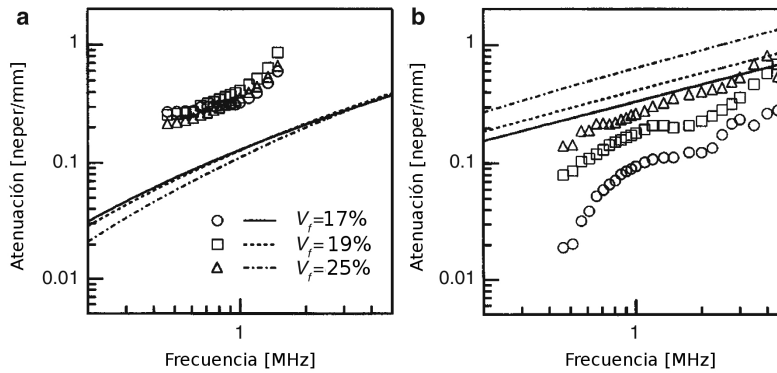 a
Atenuación [neper/mm]
1
0.1
0.01
V_f=17%
V_f=19%
V_f=25%
1
Frecuencia [MHz]
b
Atenuación [neper/mm]
1
0.1
0.01
1
Frecuencia [MHz]